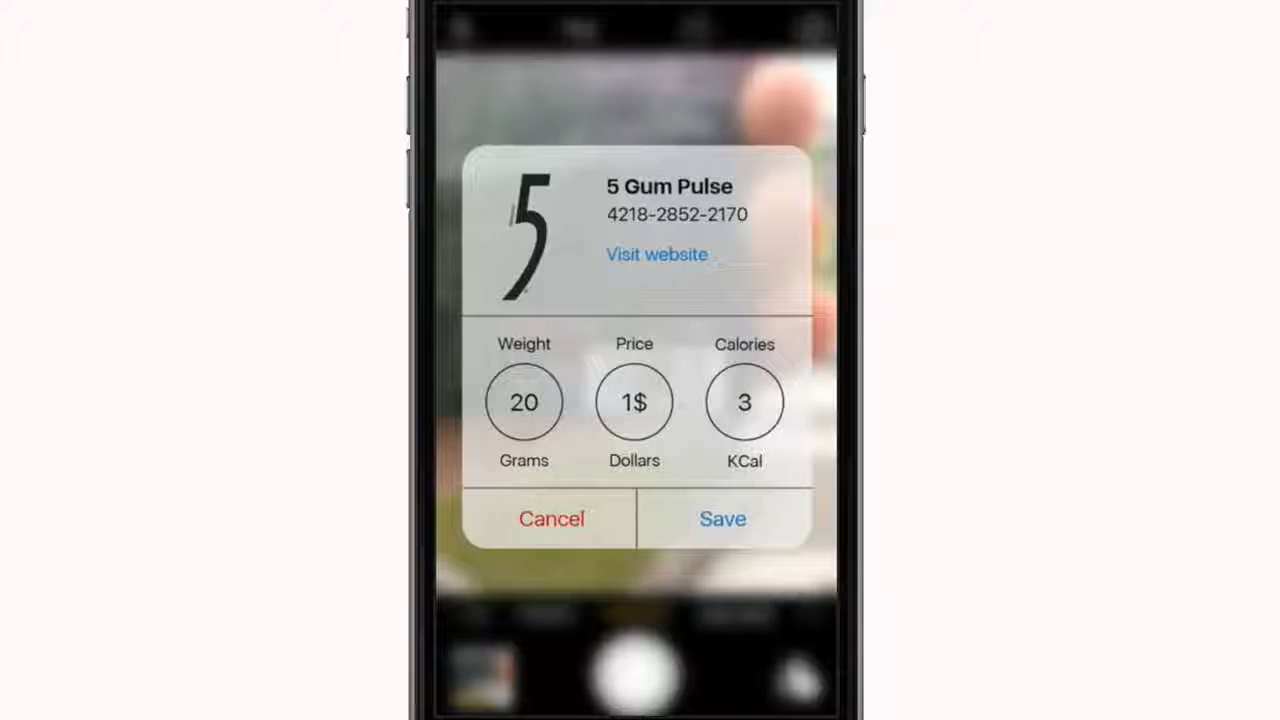 5
5 Gum Pulse
4218-2852-2170
Visit website
Weight Price Calories
20 1$ 3
Grams Dollars KCal
Cancel Save